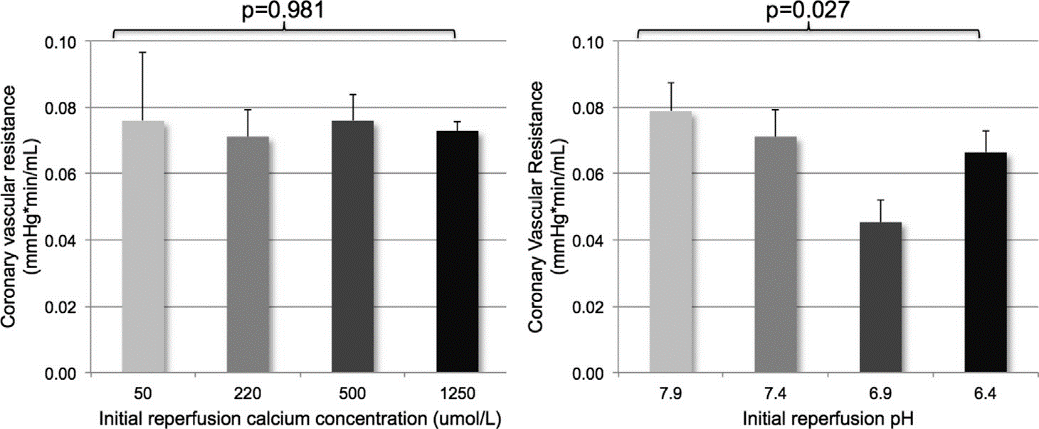 p=0.981
Coronary vascular resistance
(mmHg*min/mL)
0.10
0.08
0.06
0.04
0.02
0.00
50 220 500 1250
Initial reperfusion calcium concentration (umol/L)
p=0.027
Coronary Vascular Resistance
(mmHg*min/mL)
0.10
0.08
0.06
0.04
0.02
0.00
7.9 7.4 6.9 6.4
Initial reperfusion pH